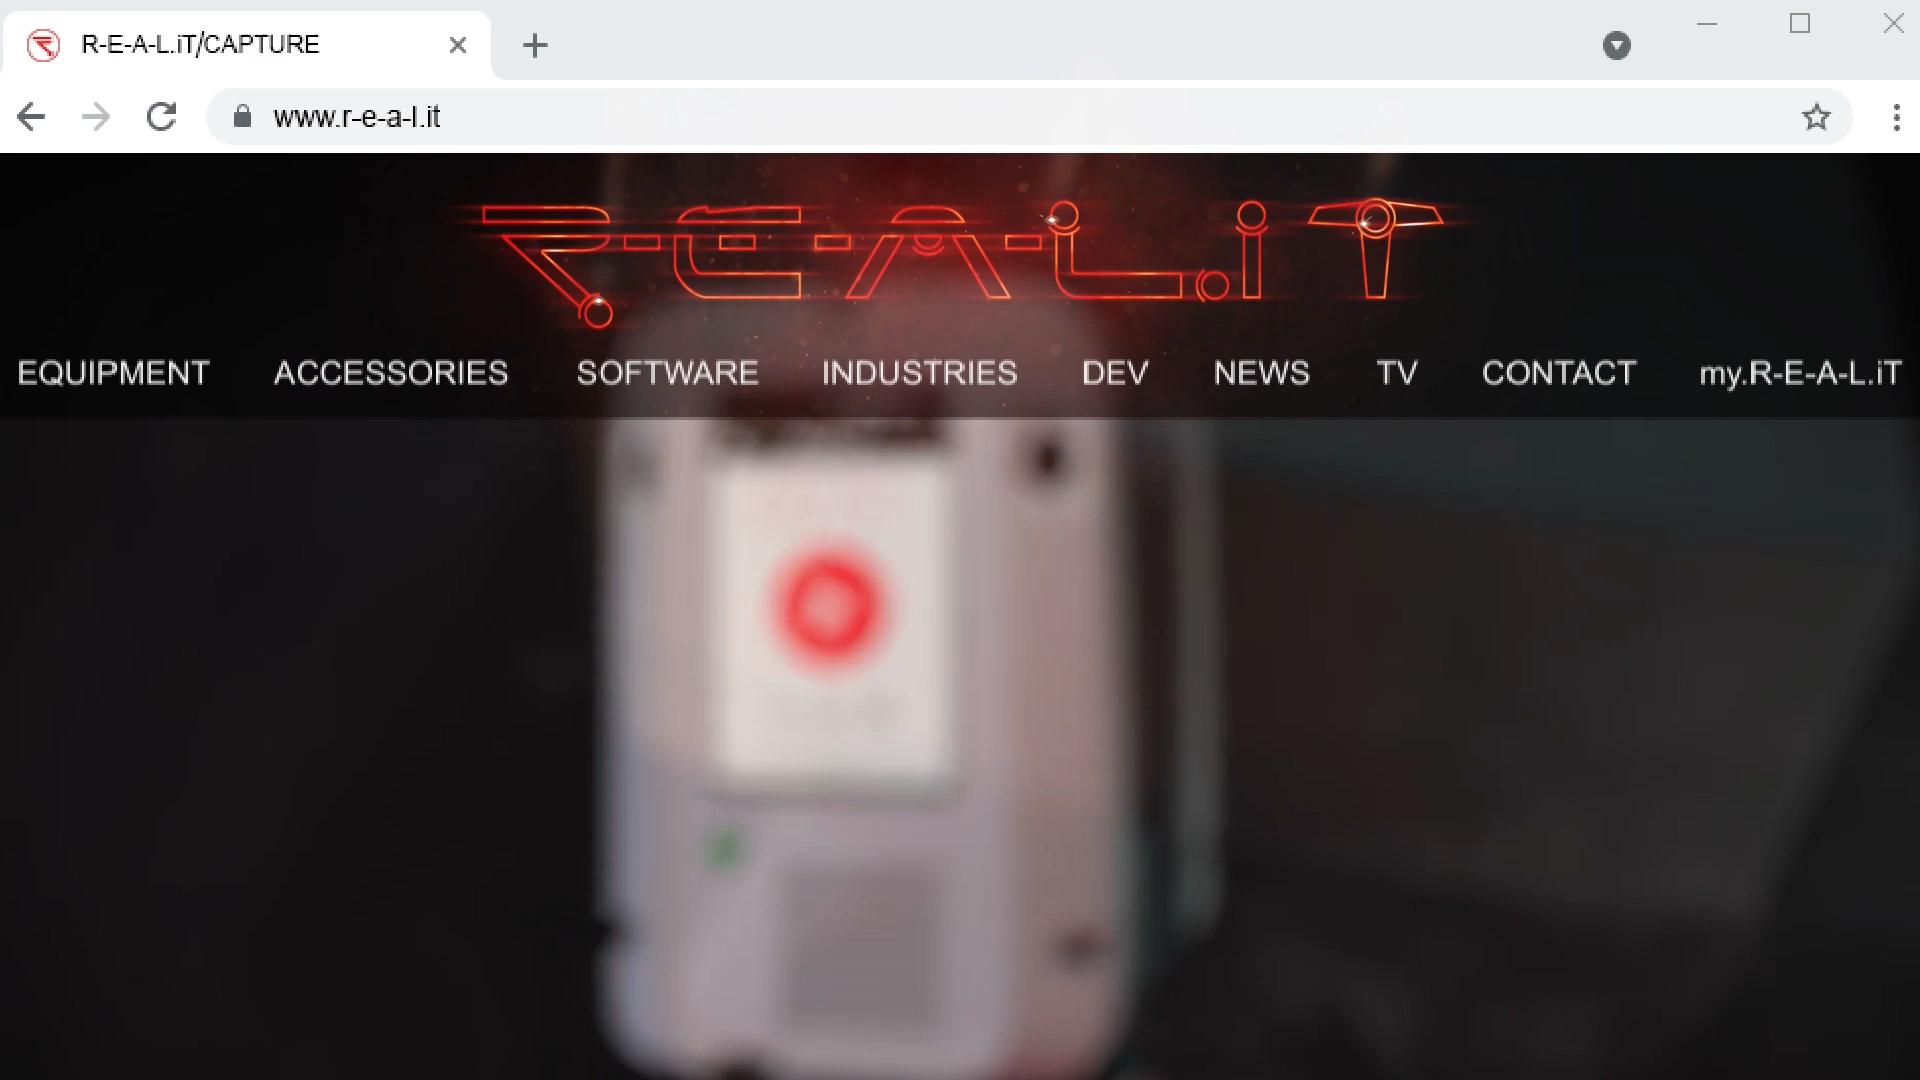 R-E-A-L.iT/CAPTURE
www.r-e-a-l.it
R-E-A-L.iT
EQUIPMENT ACCESSORIES SOFTWARE INDUSTRIES DEV NEWS TV CONTACT my.R-E-A-L.iT